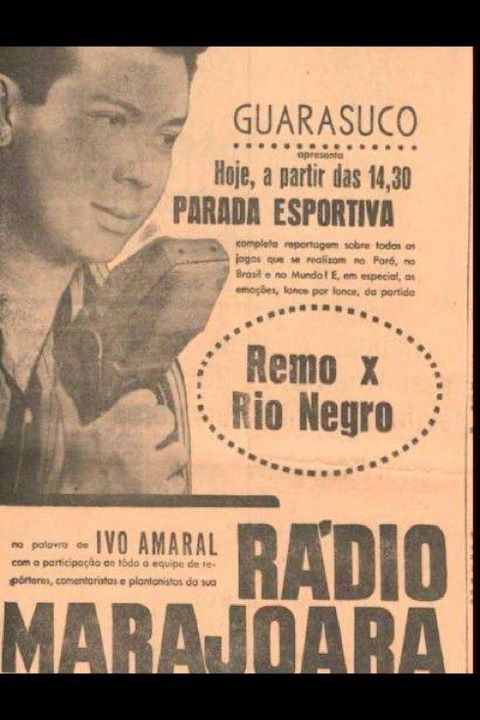 GUARASUCO
apresenta
Hoje, a partir das 14,30
PARADA ESPORTIVA
completa reportagem sobre todos os
jogos que se realizam no Pará, no
Brasil e no Mundo! E, em especial, as
emoções, lance por lance, da partida
Remo x
Rio Negro
na palavra de IVO AMARAL
com a participação de tôda a equipe de re-
pórteres, comentaristas e plantonistas da sua
RÁDIO
MARAJOARA